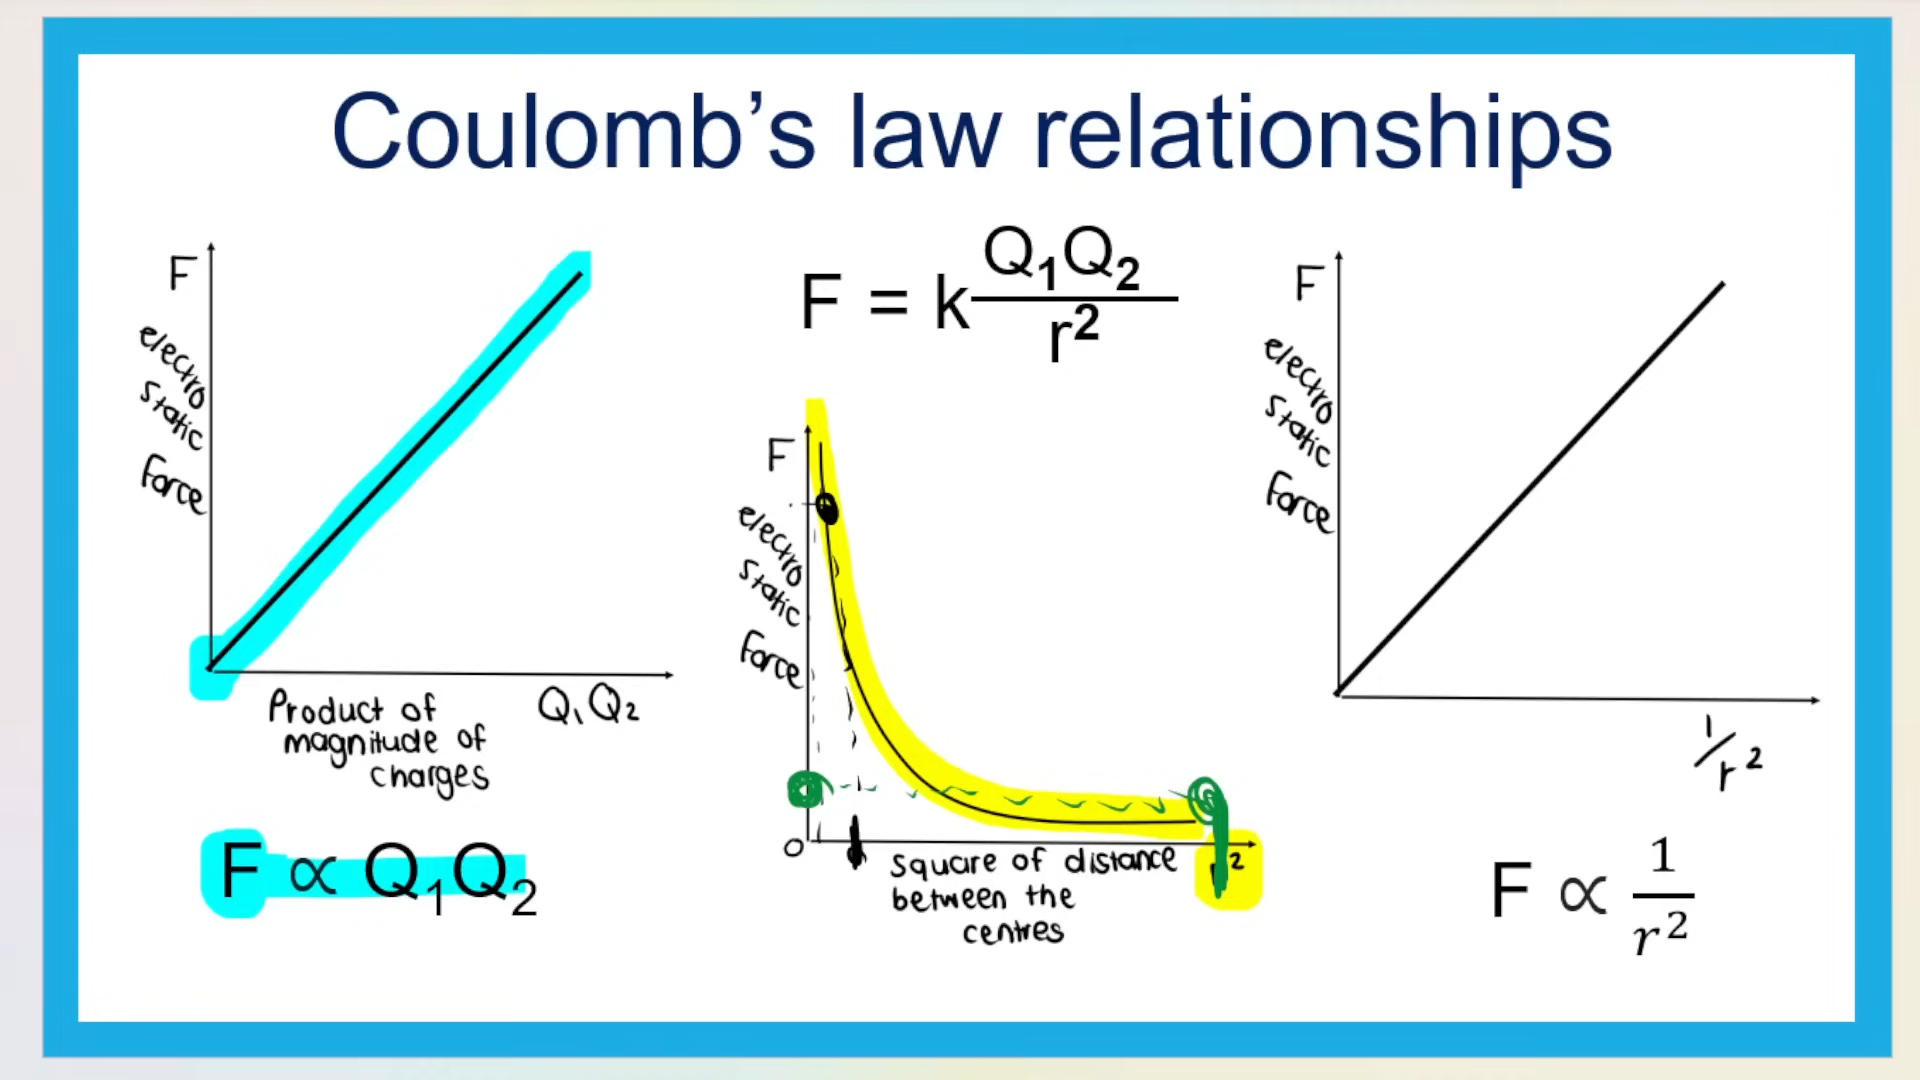 Coulomb's law relationships
F
electro
static
Force
Product of
magnitude of
charges
Q₁Q₂
F ∝ Q₁Q₂
F = k Q₁Q₂ / r²
F
electro
static
Force
0
square of distance
between the
centres
r²
F
electro
static
Force
1/r²
F ∝ 1/r²